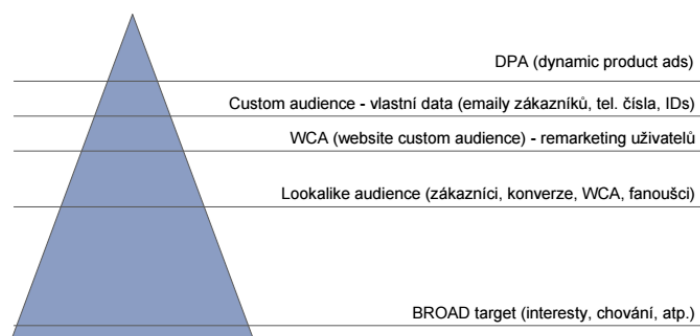 DPA (dynamic product ads)
Custom audience - vlastní data (emaily zákazníků, tel. čísla, IDs)
WCA (website custom audience) - remarketing uživatelů
Lookalike audience (zákazníci, konverze, WCA, fanoušci)
BROAD target (interesty, chování, atp.)